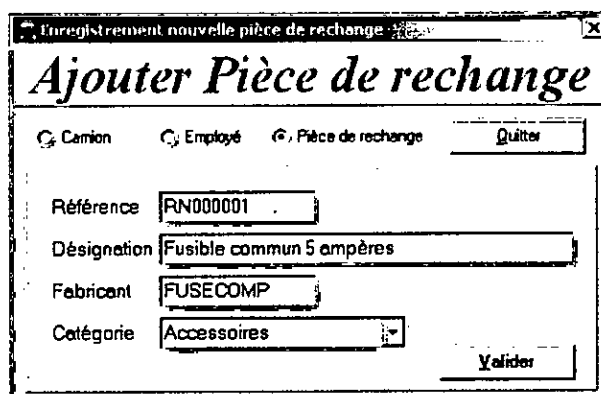 Enregistrement nouvelle pièce de rechange
Ajouter Pièce de rechange
Camion Employé Pièce de rechange Quitter
Référence RN000001
Désignation Fusible commun 5 ampères
Fabricant FUSECOMP
Catégorie Accessoires
Valider